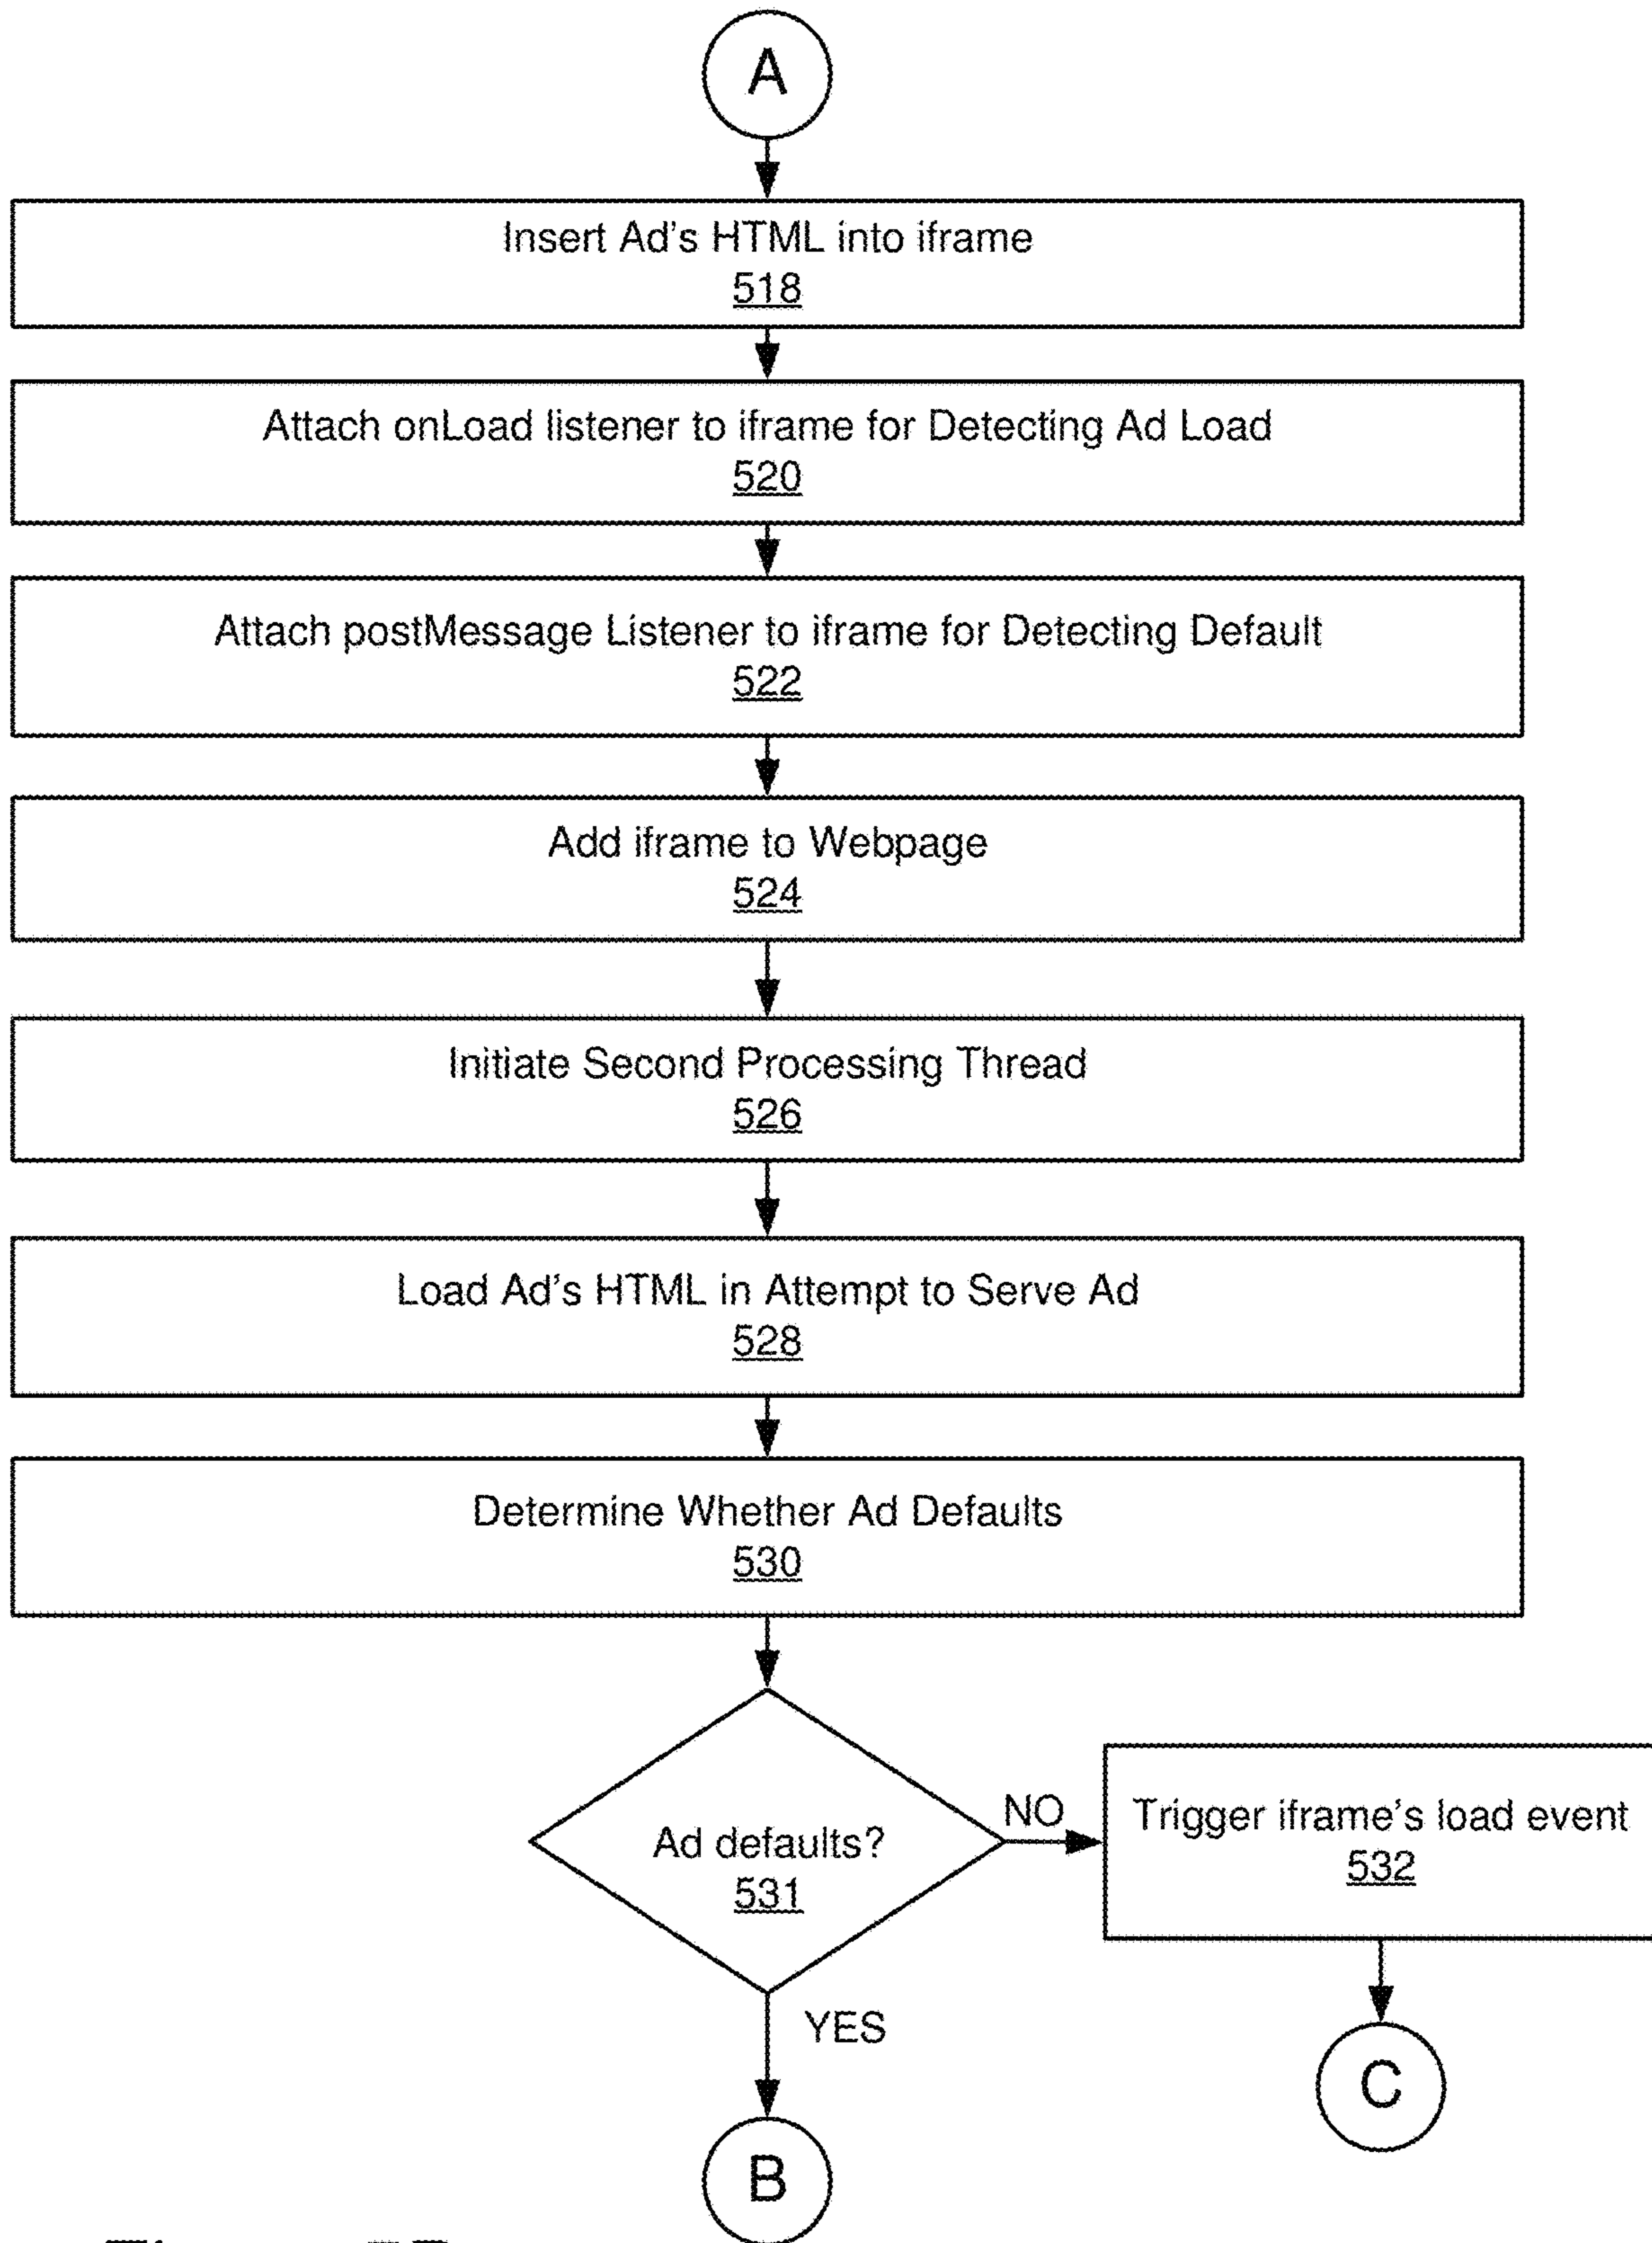 A
Insert Ad's HTML into iframe
518
Attach onLoad listener to iframe for Detecting Ad Load
520
Attach postMessage Listener to iframe for Detecting Default
522
Add iframe to Webpage
524
Initiate Second Processing Thread
526
Load Ad's HTML in Attempt to Serve Ad
528
Determine Whether Ad Defaults
530
Ad defaults?
531
NO
Trigger iframe's load event
532
YES
C
B